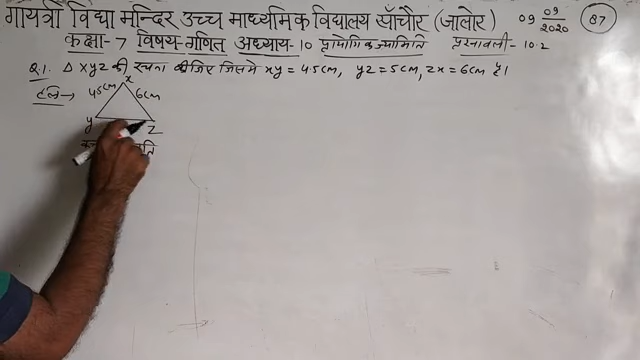 गायत्री विद्या मन्दिर उच्च माध्यमिक विद्यालय साँचौर (जालोर) 09 09 2020 87
कक्षा-7 विषय-गणित अध्याय-10 प्रायोगिक ज्यामिति प्रश्नावली-10.2
Q.1. Δ XYZ की रचना कीजिए जिसमें XY = 4.5cm, YZ = 5cm, ZX = 6cm है।
हल→ 4.5cm X 6cm
Y Z